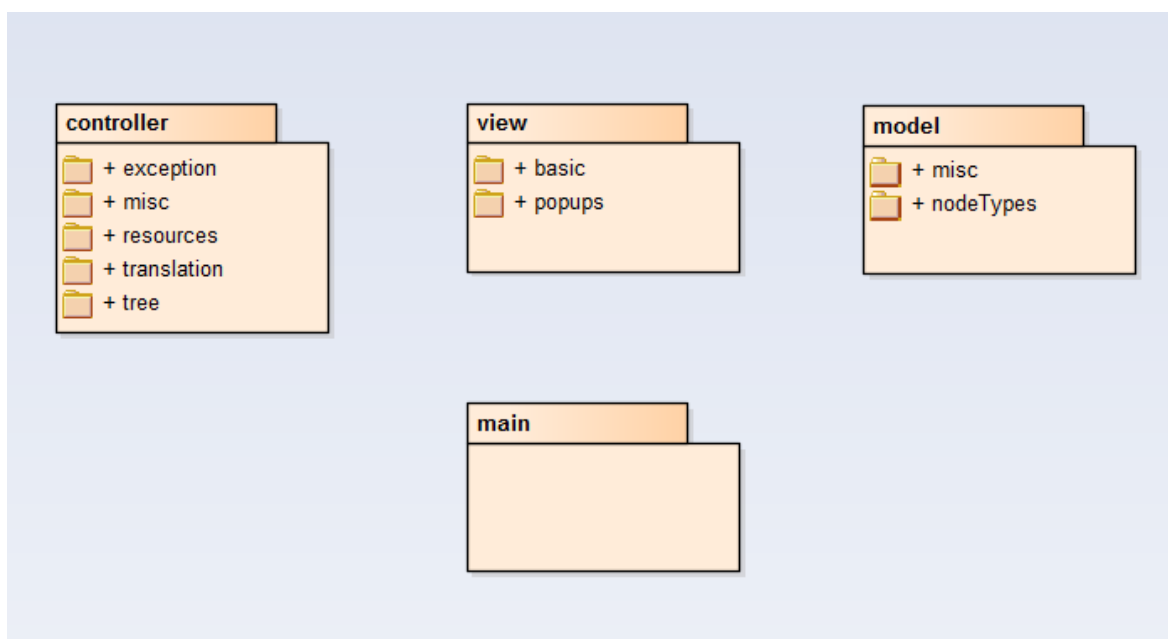 controller
+ exception
+ misc
+ resources
+ translation
+ tree
view
+ basic
+ popups
model
+ misc
+ nodeTypes
main